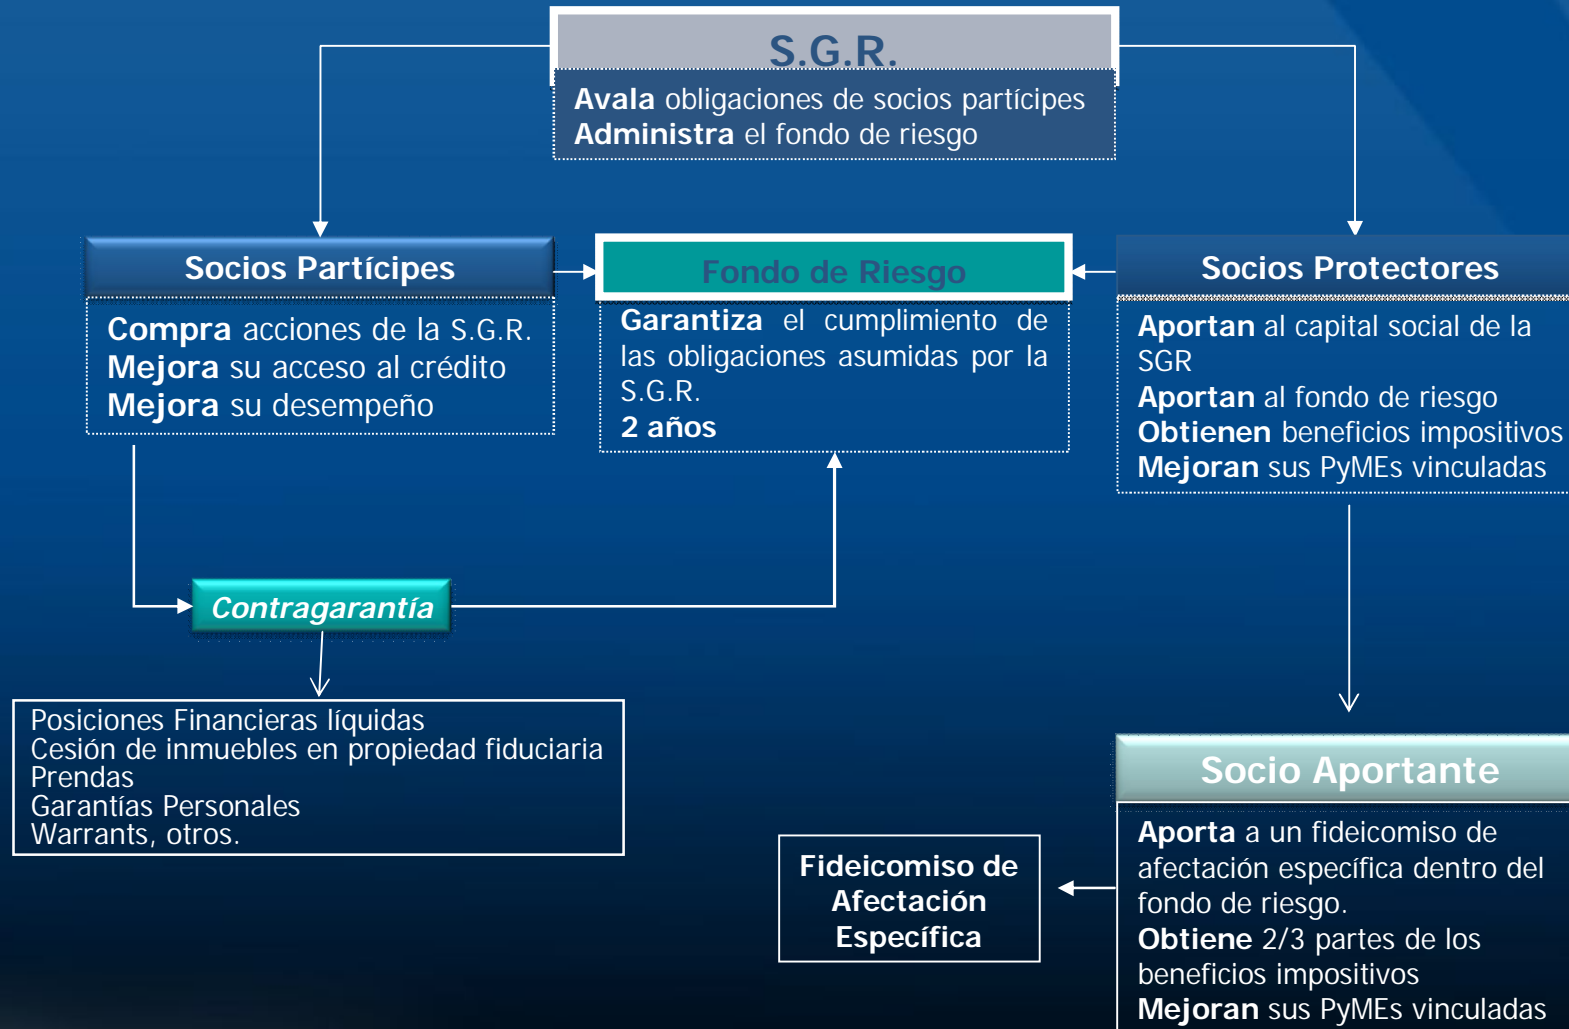 S.G.R.
Avala obligaciones de socios partícipes
Administra el fondo de riesgo
Socios Partícipes
Compra acciones de la S.G.R.
Mejora su acceso al crédito
Mejora su desempeño
Fondo de Riesgo
Garantiza el cumplimiento de
las obligaciones asumidas por la
S.G.R.
2 años
Socios Protectores
Aportan al capital social de la
SGR
Aportan al fondo de riesgo
Obtienen beneficios impositivos
Mejoran sus PyMEs vinculadas
Contragarantía
Posiciones Financieras líquidas
Cesión de inmuebles en propiedad fiduciaria
Prendas
Garantías Personales
Warrants, otros.
Socio Aportante
Aporta a un fideicomiso de
afectación específica dentro del
fondo de riesgo.
Obtiene 2/3 partes de los
beneficios impositivos
Mejoran sus PyMEs vinculadas
Fideicomiso de
Afectación
Específica